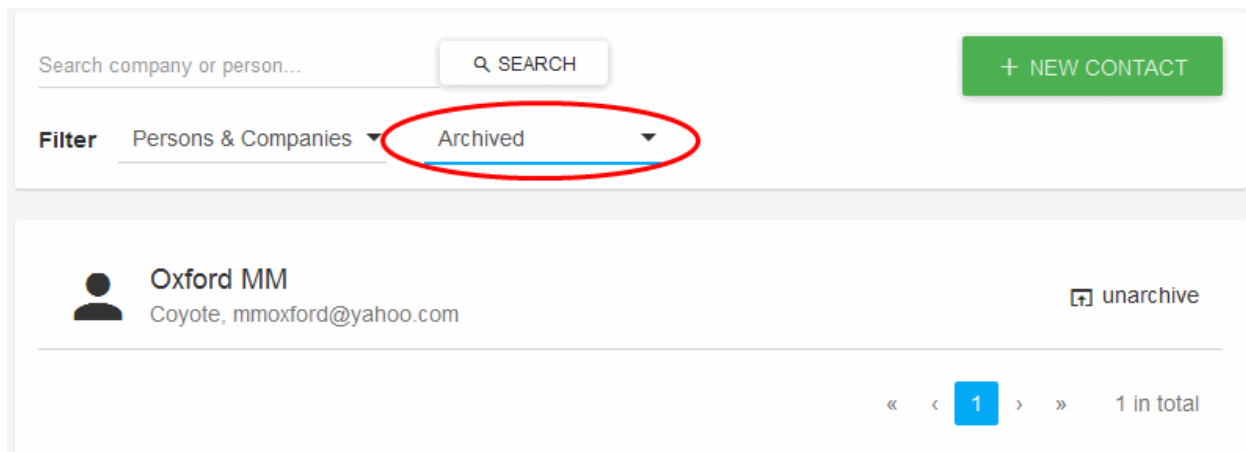 Search company or person...
SEARCH
+ NEW CONTACT
Filter Persons & Companies Archived
Oxford MM
Coyote, mmoxford@yahoo.com
unarchive
« ‹ 1 › » 1 in total